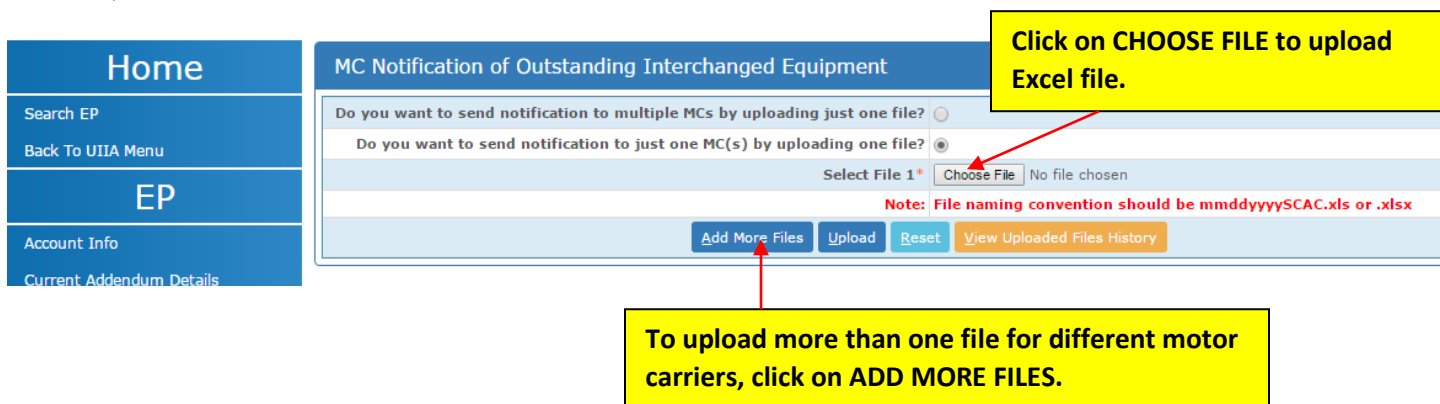 Home
Search EP
Back To UIIA Menu
EP
Account Info
Current Addendum Details
MC Notification of Outstanding Interchanged Equipment
Do you want to send notification to multiple MCs by uploading just one file?
Do you want to send notification to just one MC(s) by uploading one file?
Select File 1* Choose File No file chosen
Note: File naming convention should be mmddyyyySCAC.xls or .xlsx
Add More Files Upload Reset View Uploaded Files History
Click on CHOOSE FILE to upload
Excel file.
To upload more than one file for different motor
carriers, click on ADD MORE FILES.